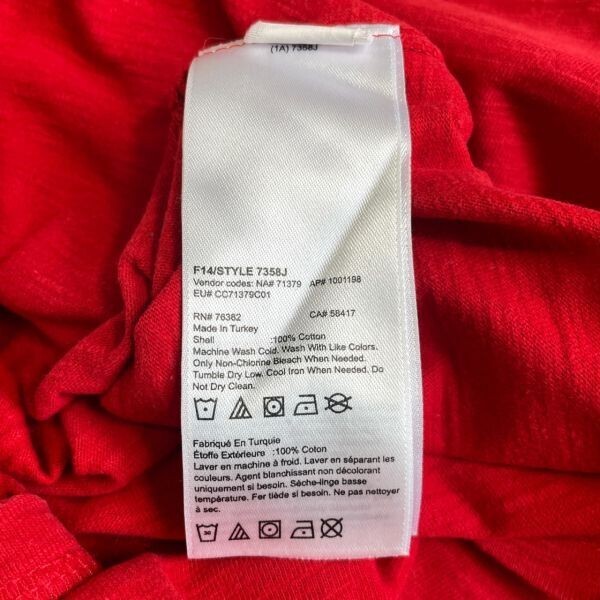 (1A) 7358J
F14/STYLE 7358J
Vendor codes: NA# 71379 AP# 1001198
EU# CC71379C01
RN# 76362 CA# 58417
Made In Turkey
Shell :100% Cotton
Machine Wash Cold. Wash With Like Colors.
Only Non-Chlorine Bleach When Needed.
Tumble Dry Low. Cool Iron When Needed. Do
Not Dry Clean.
Fabriqué En Turquie
Étoffe Extérieure :100% Coton
Laver en machine à froid. Laver en séparant les
couleurs. Agent blanchissant non décolorant
uniquement si besoin. Sèche-linge basse
température. Fer tiède si besoin. Ne pas nettoyer
à sec.
30